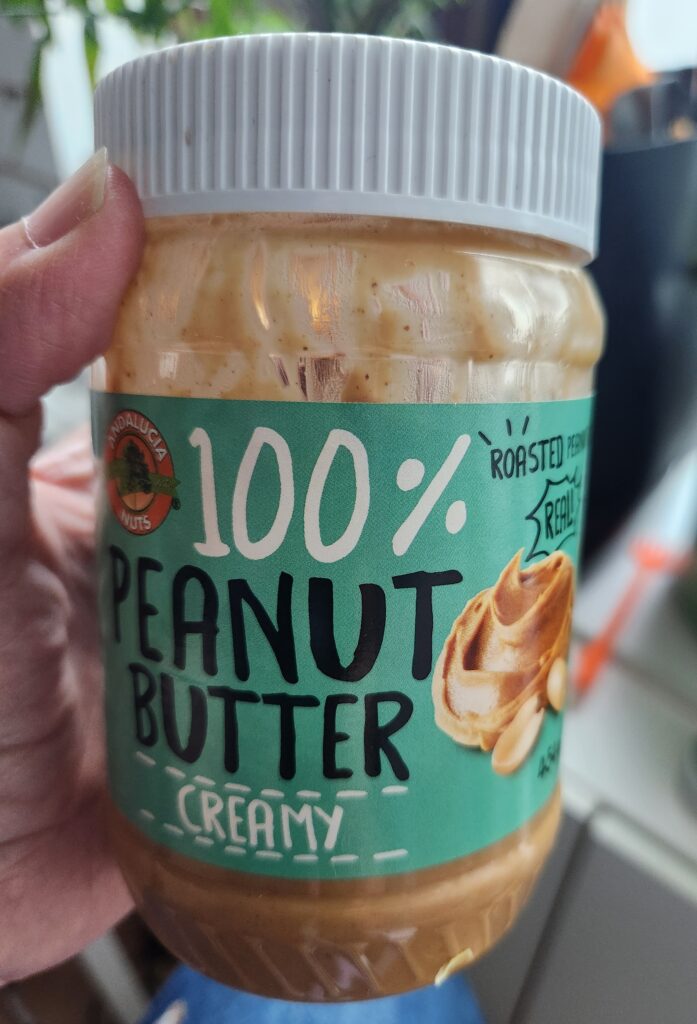 ANDALUCIA
NUTS
100%
PEANUT
BUTTER
CREAMY
ROASTED
REAL